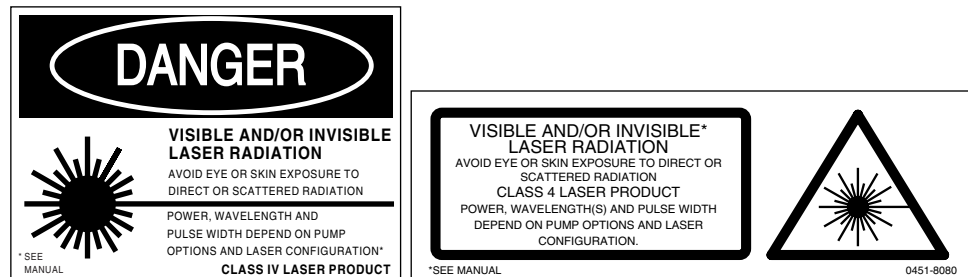 DANGER
VISIBLE AND/OR INVISIBLE
LASER RADIATION
AVOID EYE OR SKIN EXPOSURE TO
DIRECT OR SCATTERED RADIATION
POWER, WAVELENGTH AND
PULSE WIDTH DEPEND ON PUMP
OPTIONS AND LASER CONFIGURATION*
* SEE
MANUAL
CLASS IV LASER PRODUCT
VISIBLE AND/OR INVISIBLE*
LASER RADIATION
AVOID EYE OR SKIN EXPOSURE TO DIRECT OR
SCATTERED RADIATION
CLASS 4 LASER PRODUCT
POWER, WAVELENGTH(S) AND PULSE WIDTH
DEPEND ON PUMP OPTIONS AND LASER
CONFIGURATION.
*SEE MANUAL
0451-8080